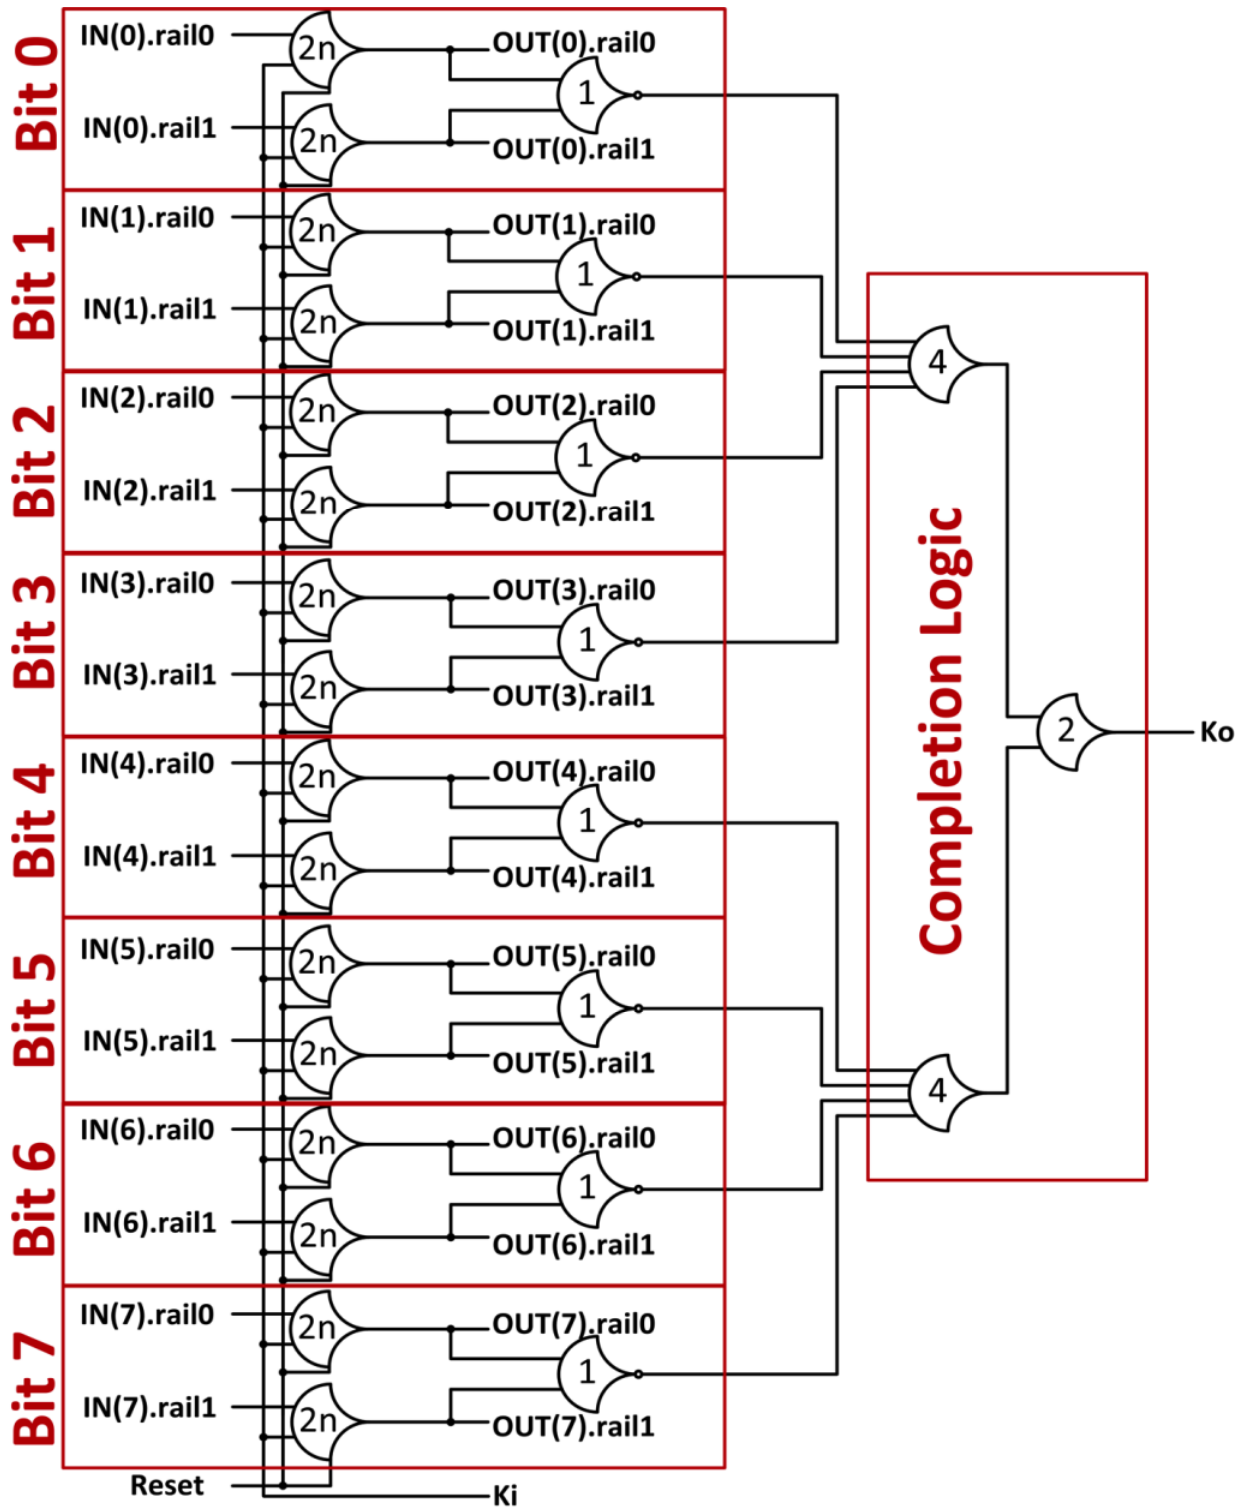 Bit 0
IN(0).rail0
2n
OUT(0).rail0
1
IN(0).rail1
2n
OUT(0).rail1
Bit 1
IN(1).rail0
2n
OUT(1).rail0
1
IN(1).rail1
2n
OUT(1).rail1
4
Bit 2
IN(2).rail0
2n
OUT(2).rail0
1
IN(2).rail1
2n
OUT(2).rail1
Bit 3
IN(3).rail0
2n
OUT(3).rail0
1
IN(3).rail1
2n
OUT(3).rail1
Completion Logic
2
Ko
Bit 4
IN(4).rail0
2n
OUT(4).rail0
1
IN(4).rail1
2n
OUT(4).rail1
Bit 5
IN(5).rail0
2n
OUT(5).rail0
1
IN(5).rail1
2n
OUT(5).rail1
4
Bit 6
IN(6).rail0
2n
OUT(6).rail0
1
IN(6).rail1
2n
OUT(6).rail1
Bit 7
IN(7).rail0
2n
OUT(7).rail0
1
IN(7).rail1
2n
OUT(7).rail1
Reset
Ki